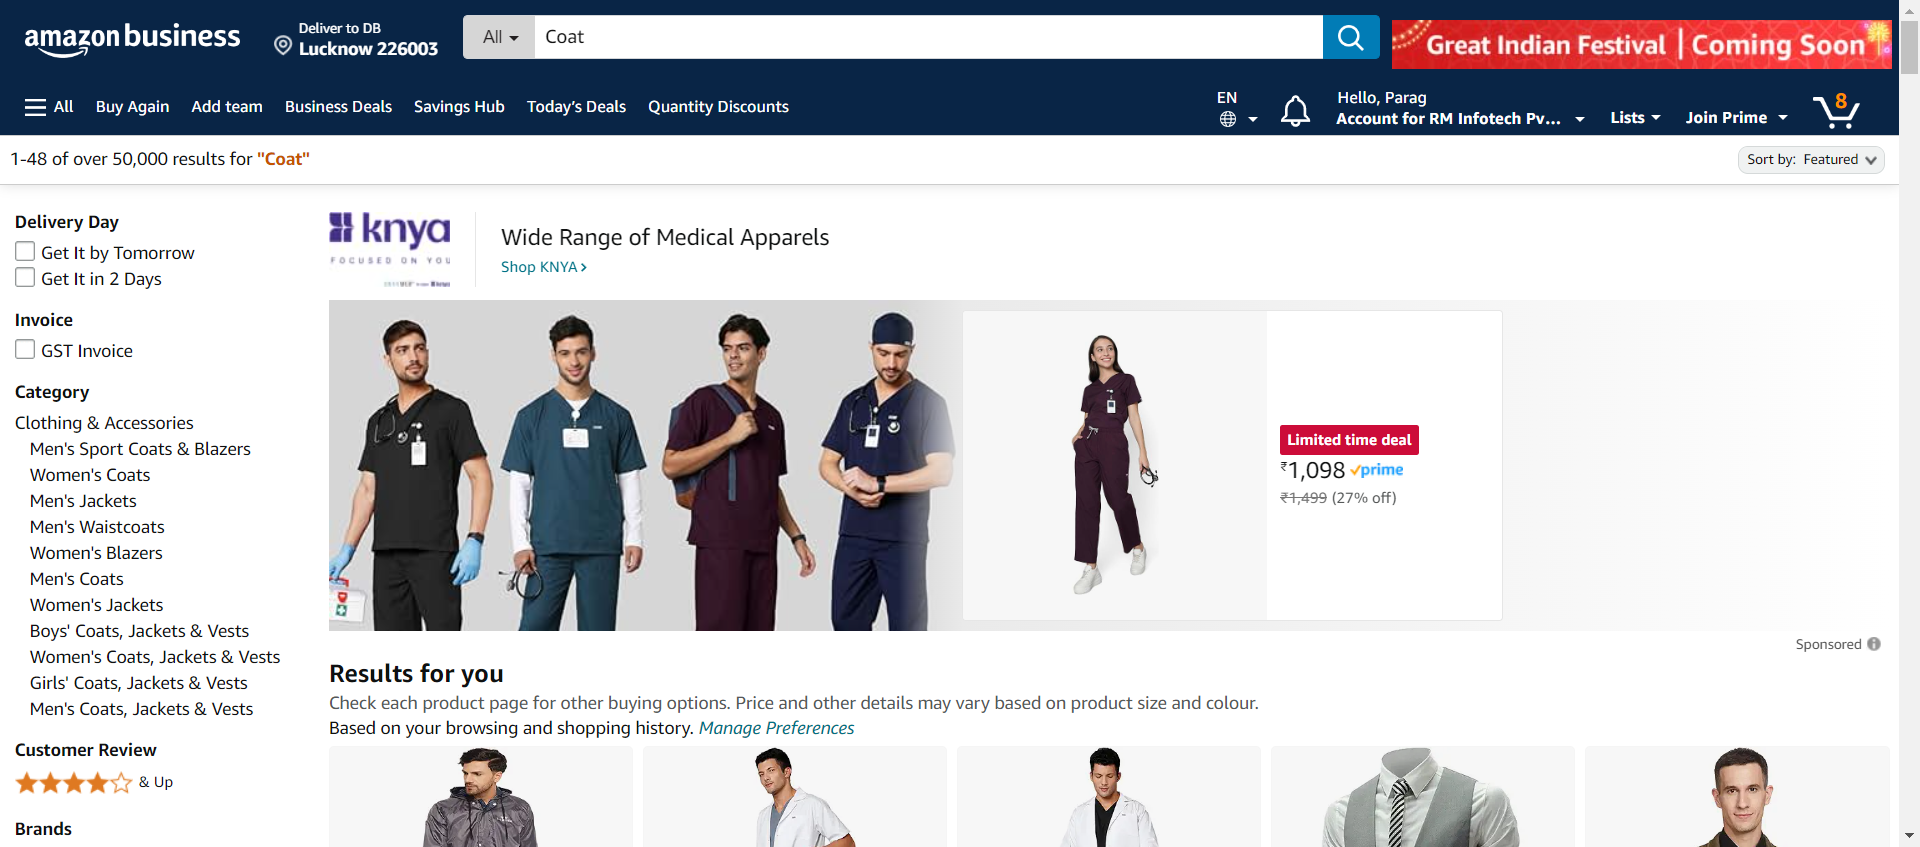 amazon business
Deliver to DB
Lucknow 226003
All
Coat
Great Indian Festival | Coming Soon
All
Buy Again
Add team
Business Deals
Savings Hub
Today's Deals
Quantity Discounts
EN
Hello, Parag
Account for RM Infotech Pv...
Lists
Join Prime
8
1-48 of over 50,000 results for "Coat"
Sort by: Featured
Delivery Day
Get It by Tomorrow
Get It in 2 Days
Invoice
GST Invoice
Category
Clothing & Accessories
Men's Sport Coats & Blazers
Women's Coats
Men's Jackets
Men's Waistcoats
Women's Blazers
Men's Coats
Women's Jackets
Boys' Coats, Jackets & Vests
Women's Coats, Jackets & Vests
Girls' Coats, Jackets & Vests
Men's Coats, Jackets & Vests
Customer Review
& Up
Brands
knya
FOCUSED ON YOU
Wide Range of Medical Apparels
Shop KNYA
Limited time deal
₹1,098 prime
₹1,499 (27% off)
Sponsored
Results for you
Check each product page for other buying options. Price and other details may vary based on product size and colour.
Based on your browsing and shopping history. Manage Preferences